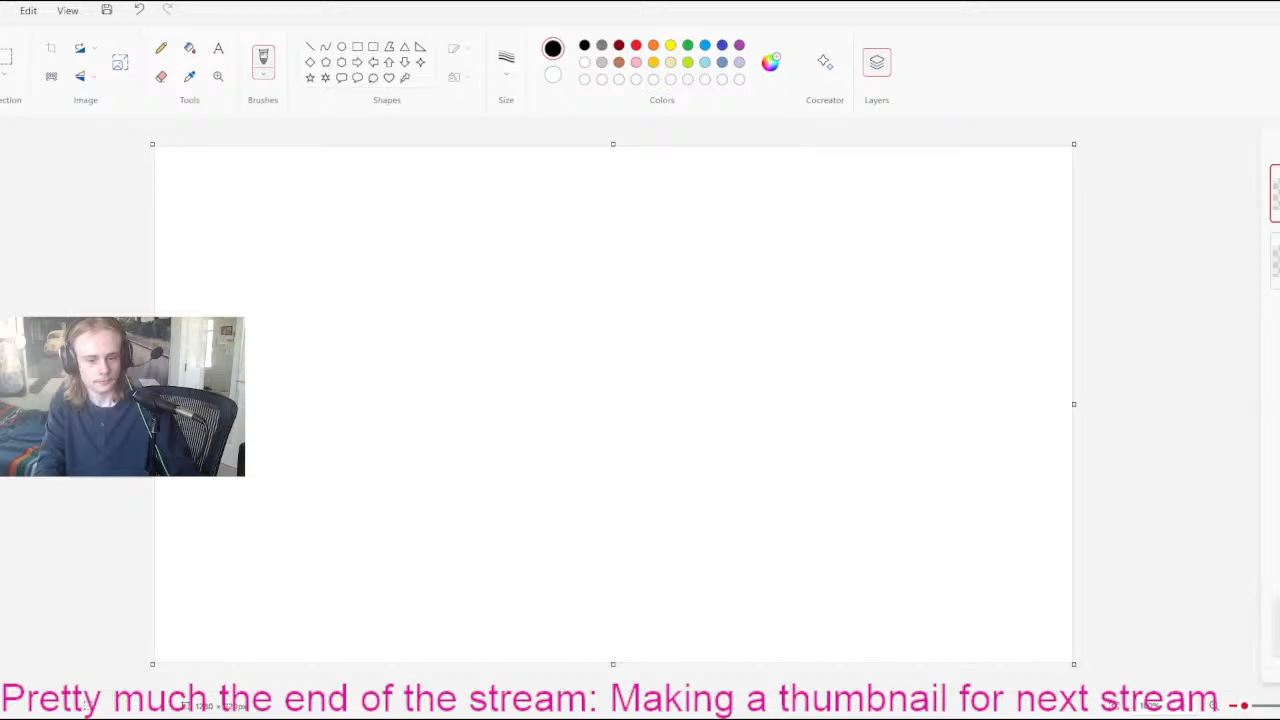 Edit View
ection Image Tools Brushes Shapes Size Colors Cocreator Layers
Pretty much the end of the stream: Making a thumbnail for next stream